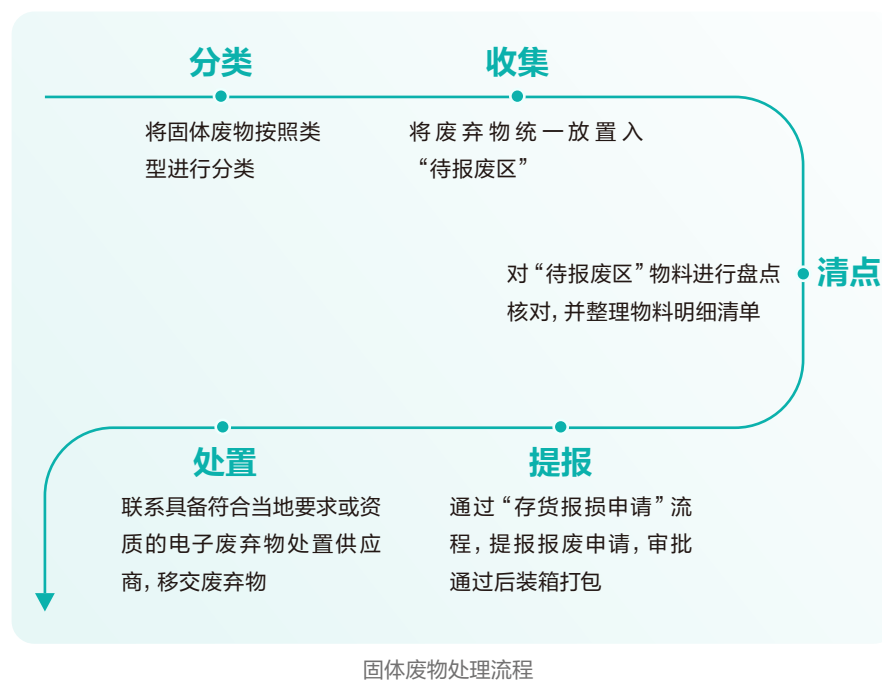 分类
将固体废物按照类
型进行分类
收集
将废弃物统一放置入
“待报废区”
清点
对“待报废区”物料进行盘点
核对，并整理物料明细清单
提报
通过“存货报损申请”流
程，提报报废申请，审批
通过后装箱打包
处置
联系具备符合当地要求或资
质的电子废弃物处置供应
商，移交废弃物
固体废物处理流程